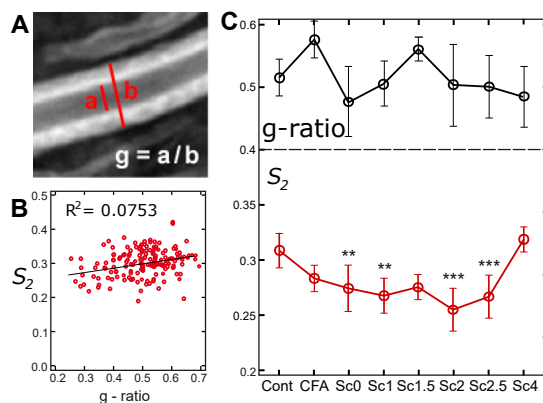 A
a
b
g = a / b
B
R² = 0.0753
S₂
0.5
0.4
0.3
0.2
0.1
0.0
0.2 0.3 0.4 0.5 0.6 0.7
g - ratio
C
0.6
0.5
0.4
g-ratio
S₂
0.35
0.3
0.25
0.2
** ** *** ***
Cont CFA Sc0 Sc1 Sc1.5 Sc2 Sc2.5 Sc4